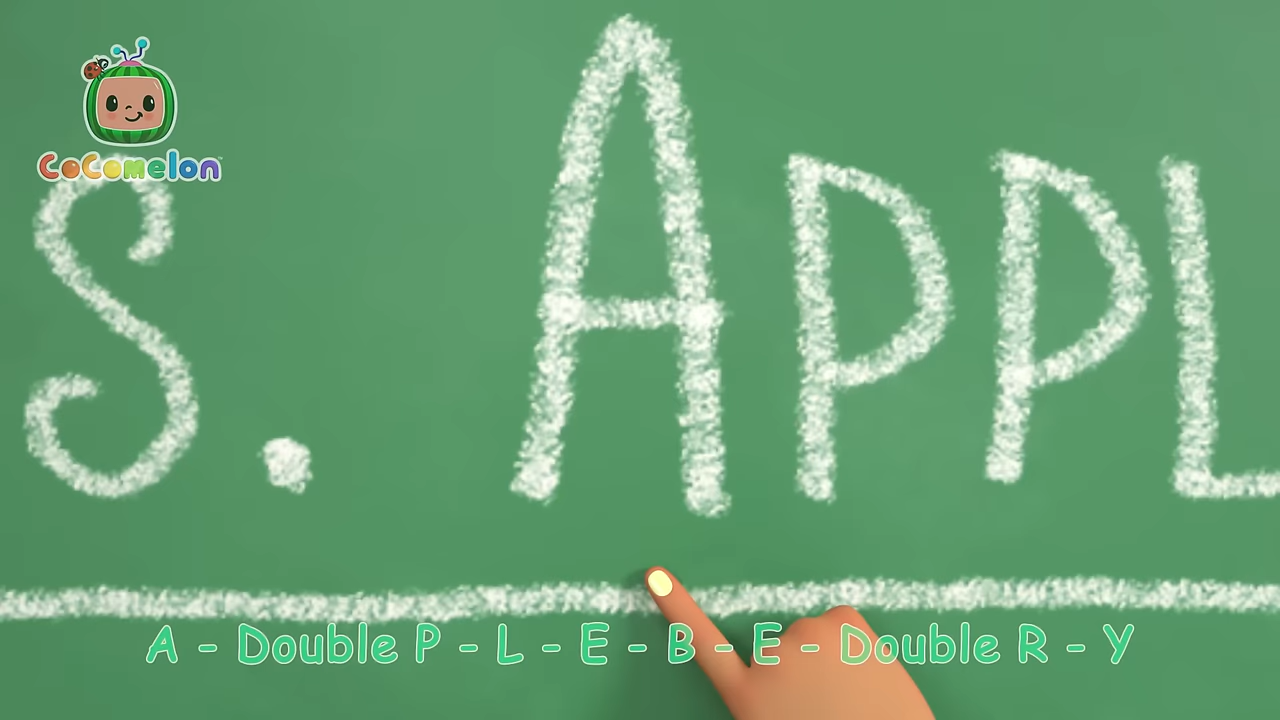 CoComelon
S. APPL
A - Double P - L - E - B - E - Double R - Y